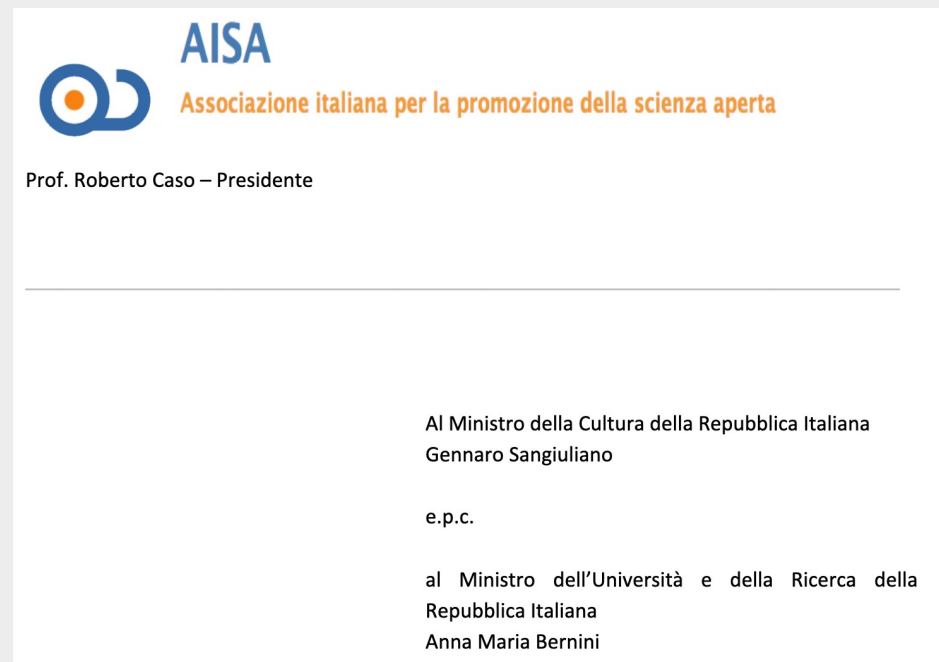 AISA
Associazione italiana per la promozione della scienza aperta
Prof. Roberto Caso – Presidente
Al Ministro della Cultura della Repubblica Italiana
Gennaro Sangiuliano
e.p.c.
al Ministro dell’Università e della Ricerca della
Repubblica Italiana
Anna Maria Bernini